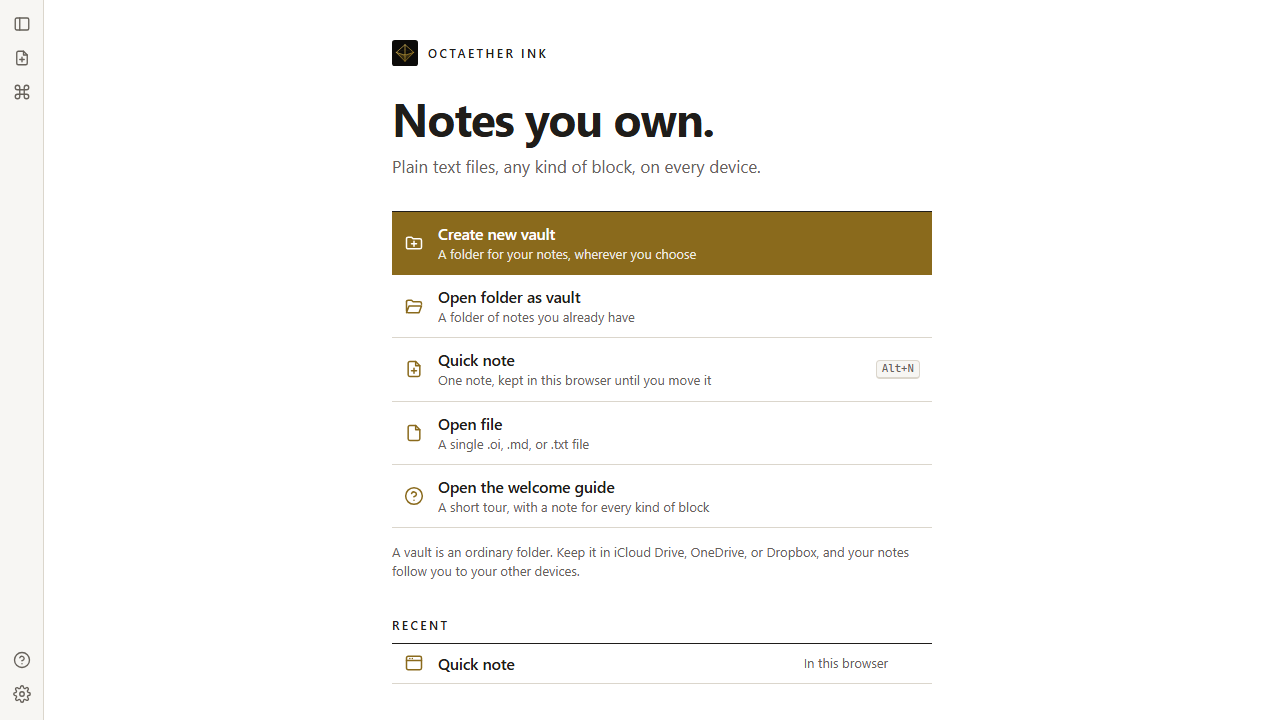 OCTAETHER INK
Notes you own.
Plain text files, any kind of block, on every device.
Create new vault
A folder for your notes, wherever you choose
Open folder as vault
A folder of notes you already have
Quick note
One note, kept in this browser until you move it
Alt+N
Open file
A single .oi, .md, or .txt file
Open the welcome guide
A short tour, with a note for every kind of block
A vault is an ordinary folder. Keep it in iCloud Drive, OneDrive, or Dropbox, and your notes
follow you to your other devices.
RECENT
Quick note
In this browser